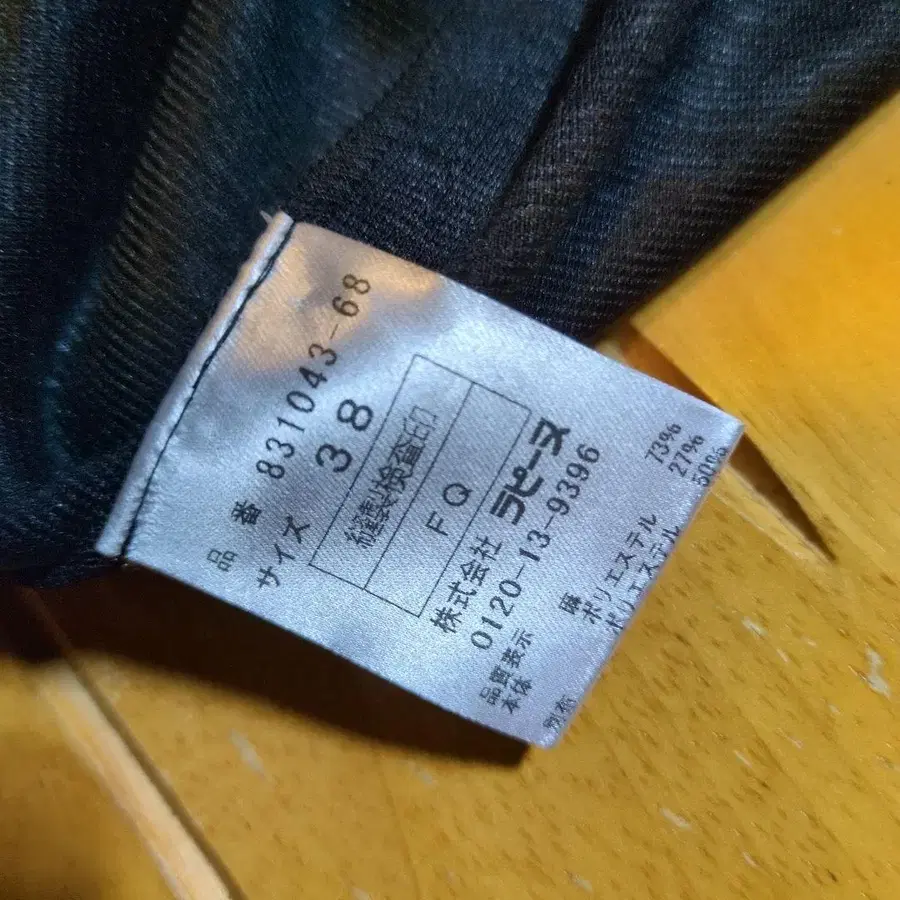 品 番 831043-68
サイズ 38
縫製検査印
FQ
株式会社 ラピーヌ
0120-13-9396
品質表示
本体 麻 73%
ポリエステル 27%
別布 ポリエステル 50%